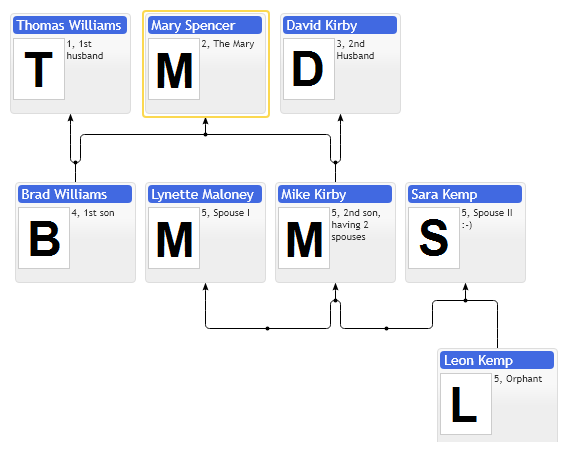 Thomas Williams
T
1, 1st
husband
Mary Spencer
M
2, The Mary
David Kirby
D
3, 2nd
Husband
Brad Williams
B
4, 1st son
Lynette Maloney
M
5, Spouse I
Mike Kirby
M
5, 2nd son,
having 2
spouses
Sara Kemp
S
5, Spouse II
:-)
Leon Kemp
L
5, Orphant